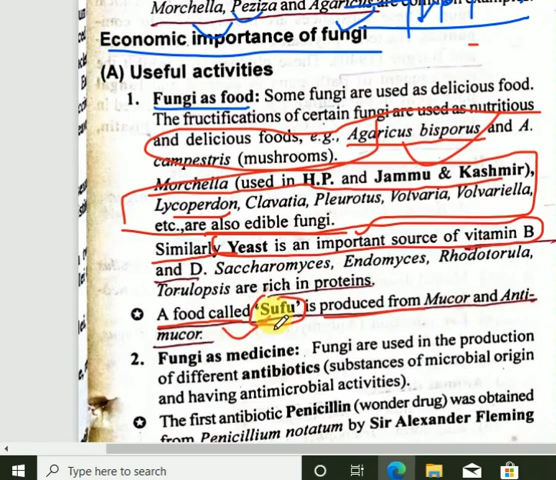 Morchella, Peziza and Agaricus, are
Economic importance of fungi
(A) Useful activities
1. Fungi as food: Some fungi are used as delicious food.
The fructifications of certain fungi are used as nutritious
and delicious foods, e.g., Agaricus bisporus and A.
campestris (mushrooms).
Morchella (used in H.P. and Jammu & Kashmir),
Lycoperdon, Clavatia, Pleurotus, Volvaria, Volvariella,
etc.,are also edible fungi.
Similarly Yeast is an important source of vitamin B
and D. Saccharomyces, Endomyces, Rhodotorula,
Torulopsis are rich in proteins.
✪ A food called 'Sufu' is produced from Mucor and Anti-
mucor.
2. Fungi as medicine: Fungi are used in the production
of different antibiotics (substances of microbial origin
and having antimicrobial activities).
✪ The first antibiotic Penicillin (wonder drug) was obtained
from Penicillium notatum by Sir Alexander Fleming
Type here to search